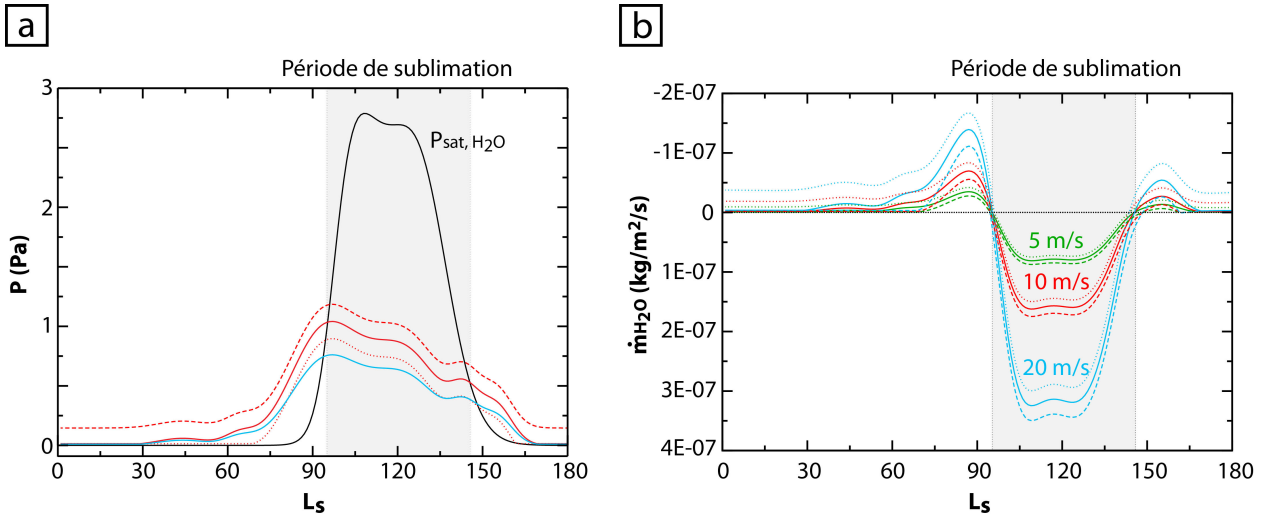 a
Période de sublimation
3
2
1
0
P (Pa)
Psat, H2O
0
30
60
90
120
150
180
Ls
b
Période de sublimation
-2E-07
-1E-07
0
1E-07
2E-07
3E-07
4E-07
ṁH2O (kg/m²/s)
5 m/s
10 m/s
20 m/s
0
30
60
90
120
150
180
Ls